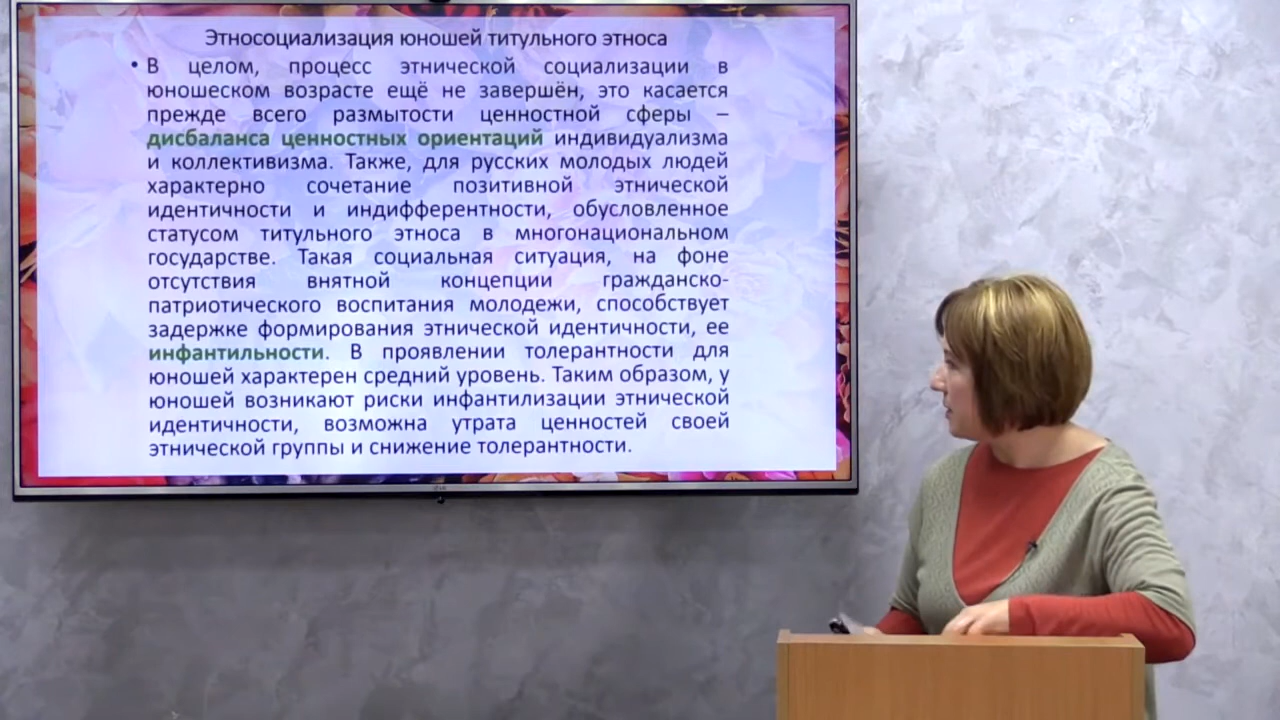 Этносоциализация юношей титульного этноса
• В целом, процесс этнической социализации в
юношеском возрасте ещё не завершён, это касается
прежде всего размытости ценностной сферы –
дисбаланса ценностных ориентаций индивидуализма
и коллективизма. Также, для русских молодых людей
характерно сочетание позитивной этнической
идентичности и индифферентности, обусловленное
статусом титульного этноса в многонациональном
государстве. Такая социальная ситуация, на фоне
отсутствия внятной концепции гражданско-
патриотического воспитания молодежи, способствует
задержке формирования этнической идентичности, ее
инфантильности. В проявлении толерантности для
юношей характерен средний уровень. Таким образом, у
юношей возникают риски инфантилизации этнической
идентичности, возможна утрата ценностей своей
этнической группы и снижение толерантности.